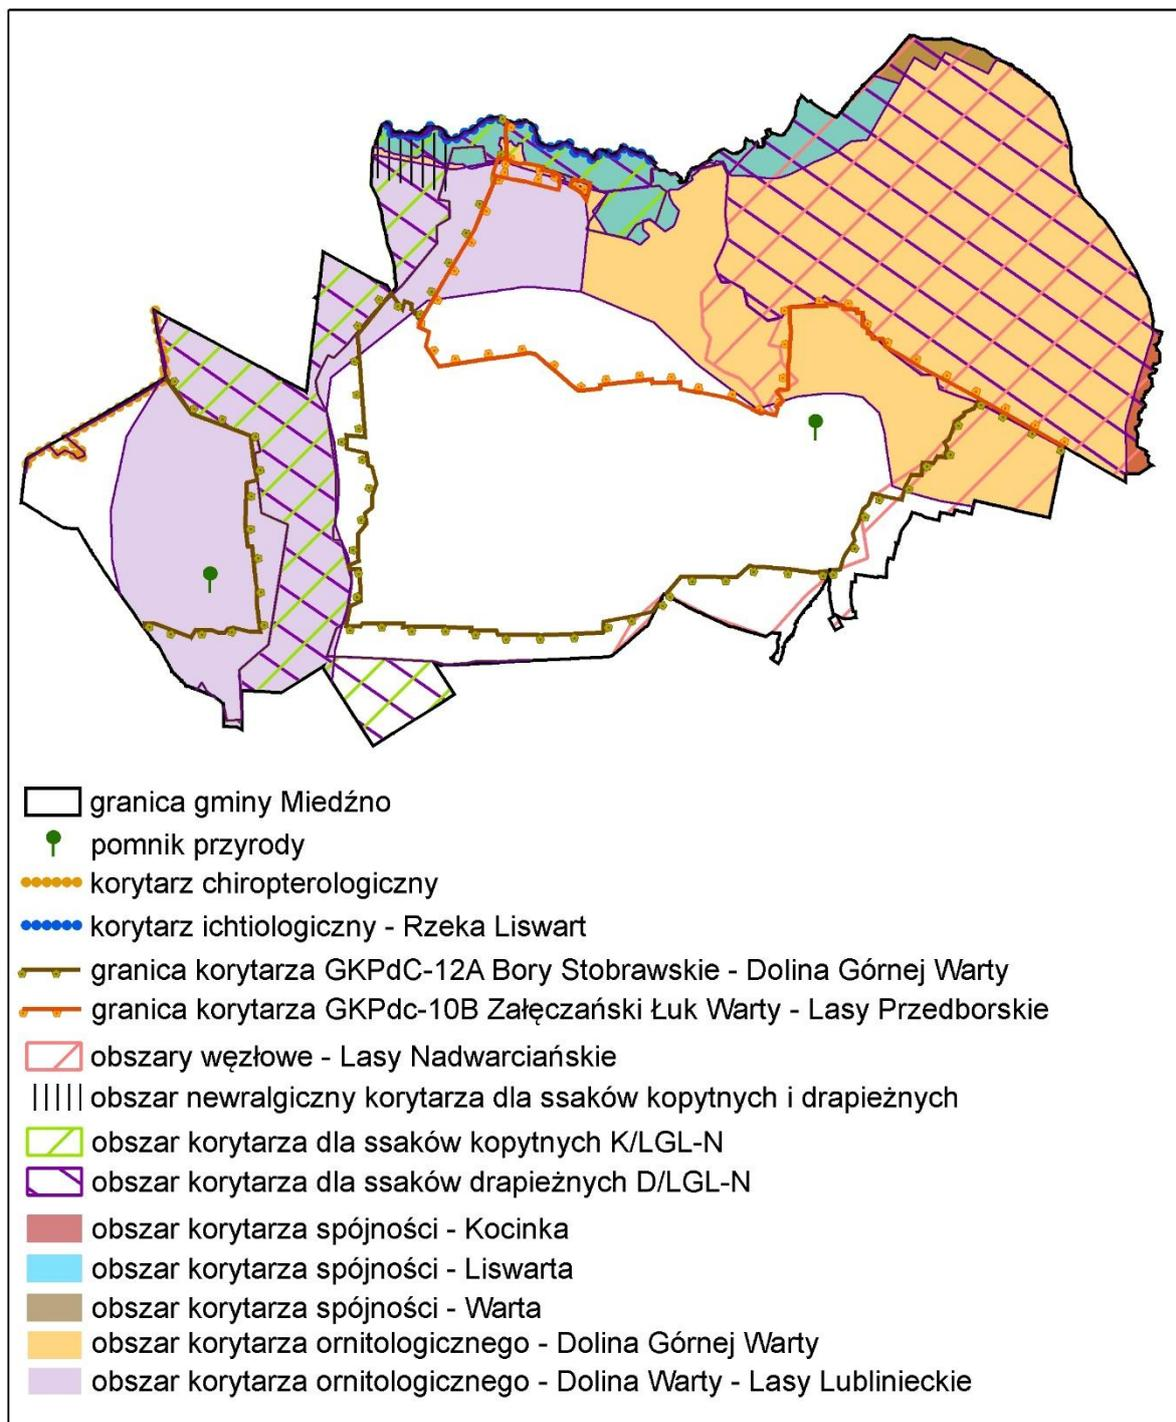 granica gminy Miedźno
pomnik przyrody
korytarz chiropterologiczny
korytarz ichtiologiczny - Rzeka Liswart
granica korytarza GKPdC-12A Bory Stobrawskie - Dolina Górnej Warty
granica korytarza GKPdc-10B Załęczański Łuk Warty - Lasy Przedborskie
obszary węzłowe - Lasy Nadwarciańskie
obszar newralgiczny korytarza dla ssaków kopytnych i drapieżnych
obszar korytarza dla ssaków kopytnych K/LGL-N
obszar korytarza dla ssaków drapieżnych D/LGL-N
obszar korytarza spójności - Kocinka
obszar korytarza spójności - Liswarta
obszar korytarza spójności - Warta
obszar korytarza ornitologicznego - Dolina Górnej Warty
obszar korytarza ornitologicznego - Dolina Warty - Lasy Lublinieckie